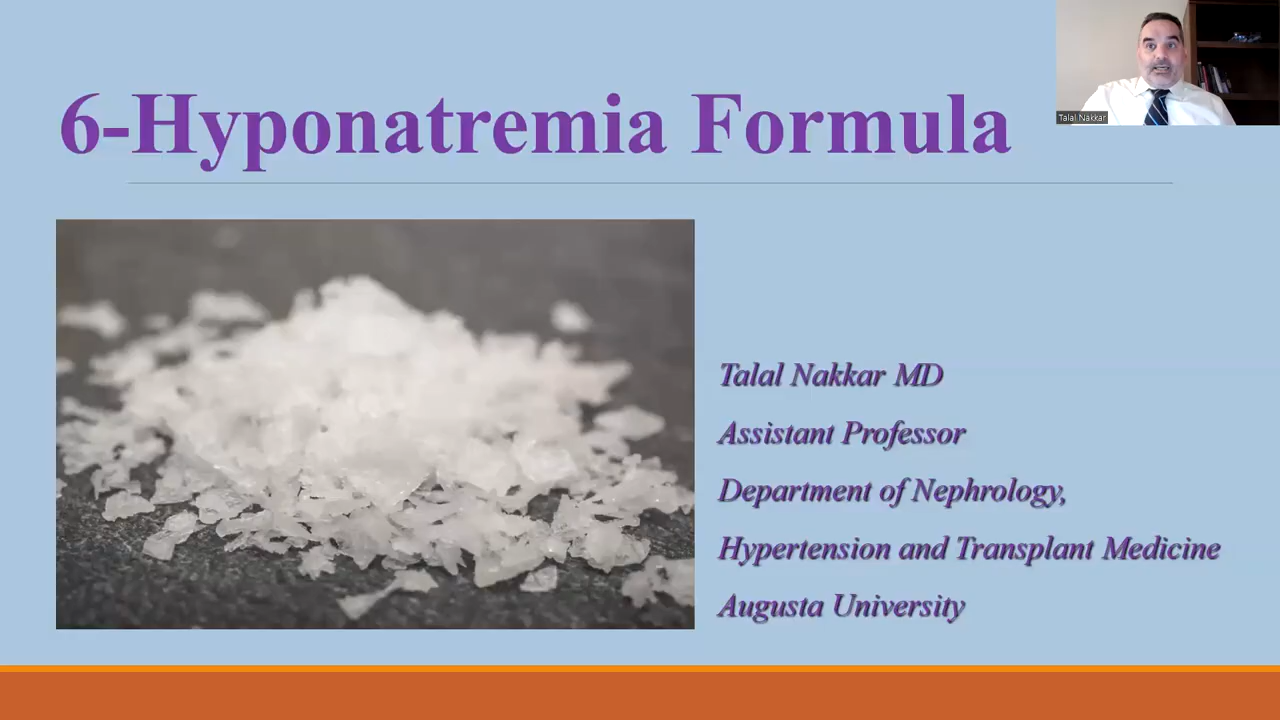 6-Hyponatremia Formula
Talal Nakkar
Talal Nakkar MD
Assistant Professor
Department of Nephrology,
Hypertension and Transplant Medicine
Augusta University